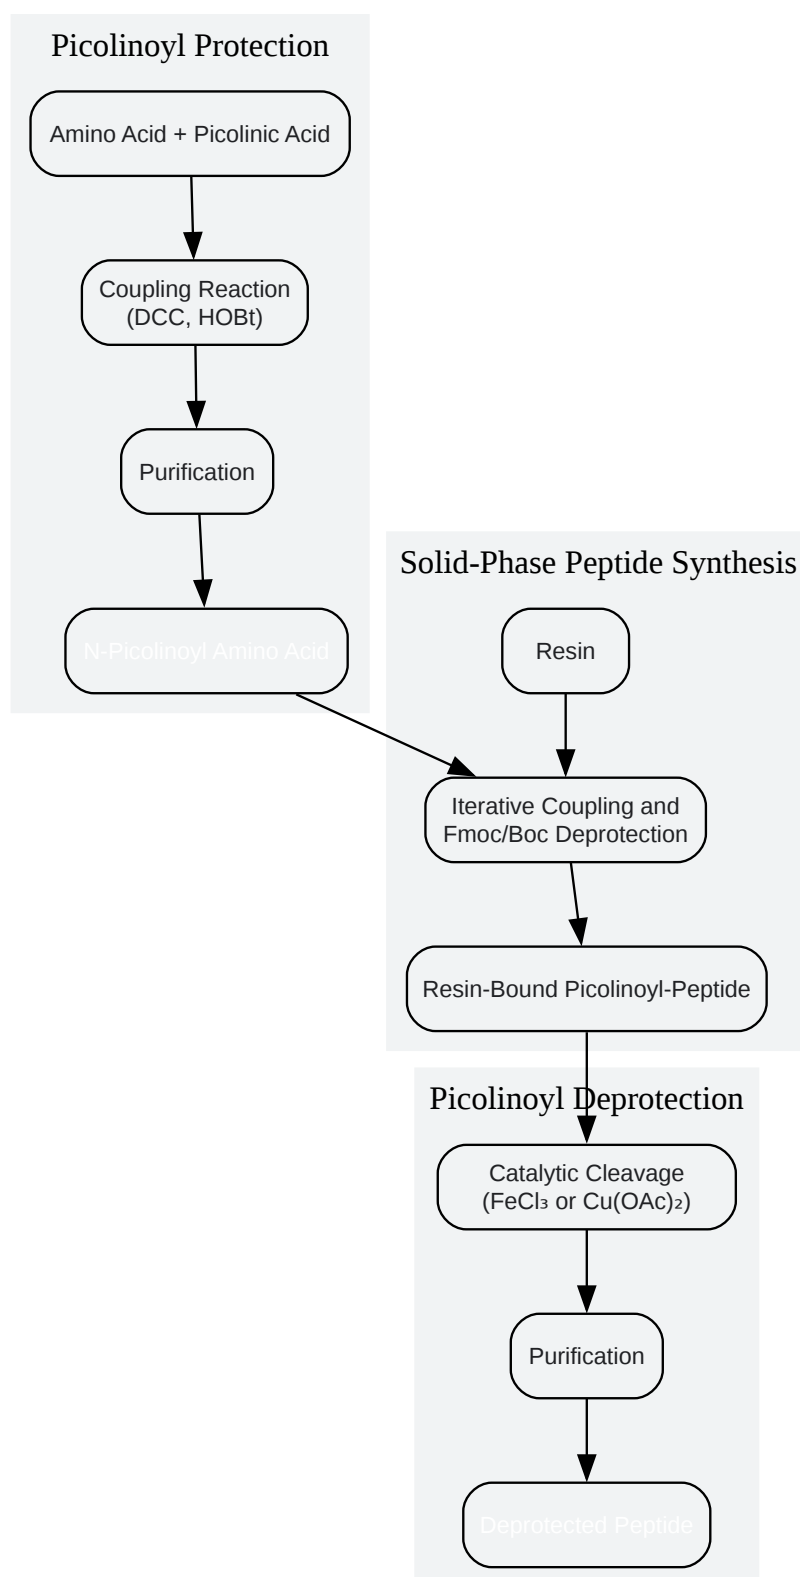 Picolinoyl Protection
Amino Acid + Picolinic Acid
Coupling Reaction
(DCC, HOBt)
Purification
N-Picolinoyl Amino Acid
Solid-Phase Peptide Synthesis
Resin
Iterative Coupling and
Fmoc/Boc Deprotection
Resin-Bound Picolinoyl-Peptide
Picolinoyl Deprotection
Catalytic Cleavage
(FeCl₃ or Cu(OAc)₂)
Purification
Deprotected Peptide